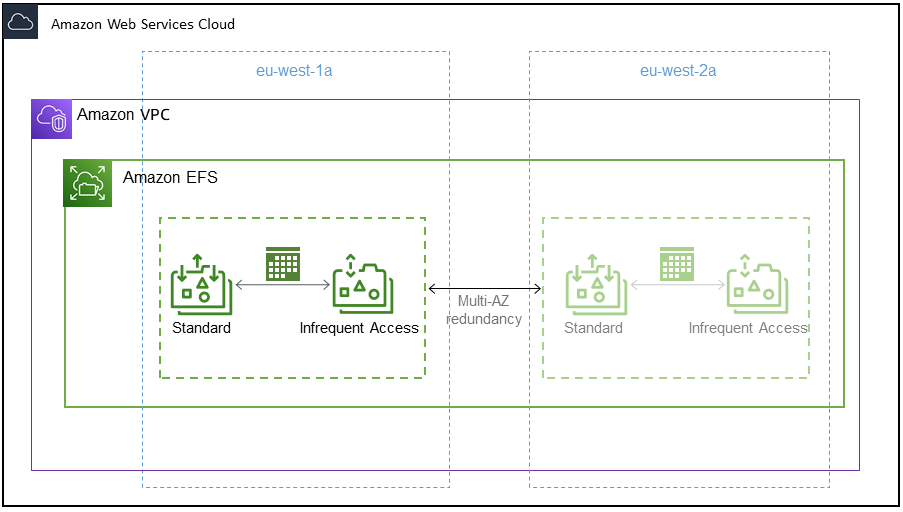 Amazon Web Services Cloud
eu-west-1a
eu-west-2a
Amazon VPC
Amazon EFS
Standard
Infrequent Access
Multi-AZ
redundancy
Standard
Infrequent Access